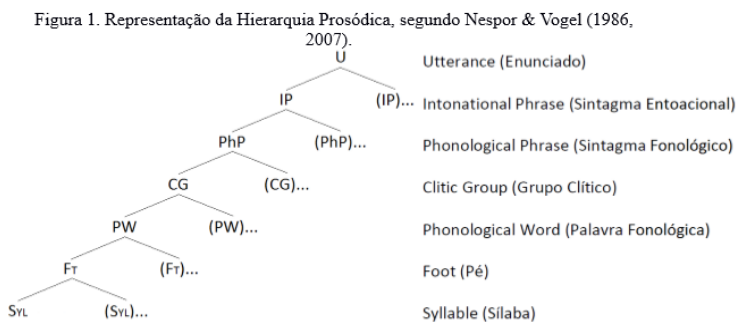 Figura 1. Representação da Hierarquia Prosódica, segundo Nespor & Vogel (1986,
2007).
U Utterance (Enunciado)
IP (IP)... Intonational Phrase (Sintagma Entoacional)
PhP (PhP)... Phonological Phrase (Sintagma Fonológico)
CG (CG)... Clitic Group (Grupo Clítico)
PW (PW)... Phonological Word (Palavra Fonológica)
FT (FT)... Foot (Pé)
SYL (SYL)... Syllable (Sílaba)